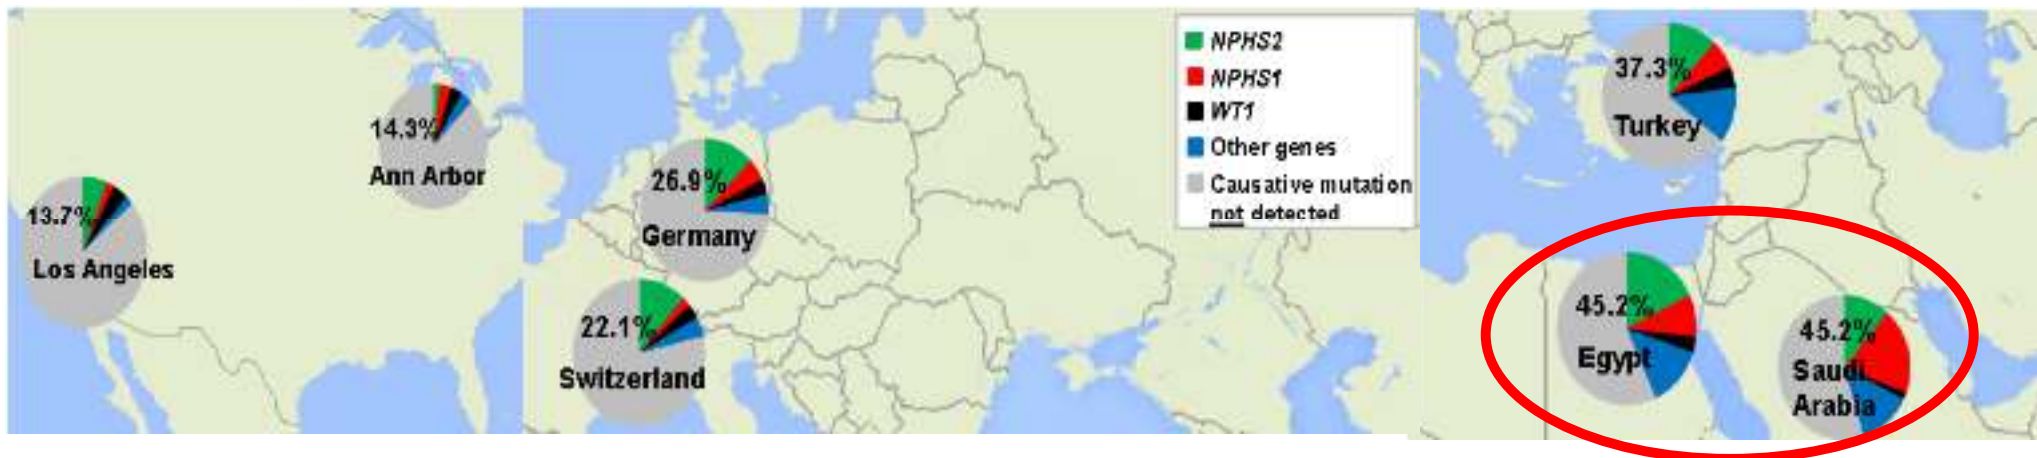 14.3%
Ann Arbor
13.7%
Los Angeles
26.9%
Germany
22.1%
Switzerland
NPHS2
NPHS1
WT1
Other genes
Causative mutation
not detected
37.3%
Turkey
45.2%
Egypt
45.2%
Saudi
Arabia